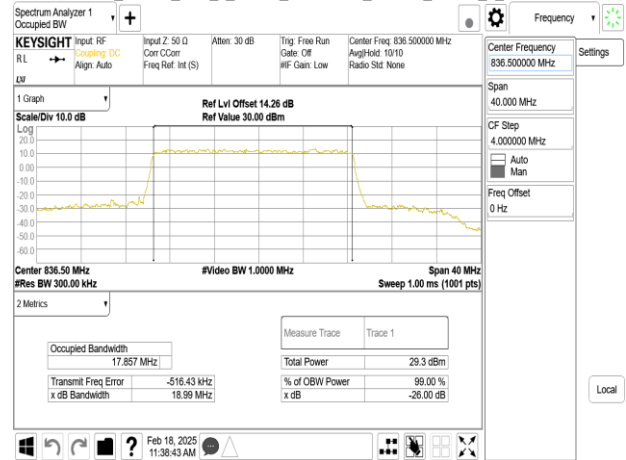 Spectrum Analyzer 1
Occupied BW
Frequency
KEYSIGHT
RL
LXI
Input: RF
Coupling: DC
Align: Auto
Input Z: 50 Ω
Corr CCorr
Freq Ref: Int (S)
Atten: 30 dB
Trig: Free Run
Gate: Off
#IF Gain: Low
Center Freq: 836.500000 MHz
Avg|Hold: 10/10
Radio Std: None
1 Graph
Scale/Div 10.0 dB
Ref Lvl Offset 14.26 dB
Ref Value 30.00 dBm
Log
20.0
10.0
0.00
-10.0
-20.0
-30.0
-40.0
-50.0
-60.0
Center 836.50 MHz
#Video BW 1.0000 MHz
Span 40 MHz
#Res BW 300.00 kHz
Sweep 1.00 ms (1001 pts)
2 Metrics
Measure Trace Trace 1
Occupied Bandwidth
17.857 MHz
Total Power 29.3 dBm
Transmit Freq Error -516.43 kHz
% of OBW Power 99.00 %
x dB Bandwidth 18.99 MHz
x dB -26.00 dB
Feb 18, 2025
11:38:43 AM
Center Frequency
836.500000 MHz
Settings
Span
40.000 MHz
CF Step
4.000000 MHz
Auto
Man
Freq Offset
0 Hz
Local